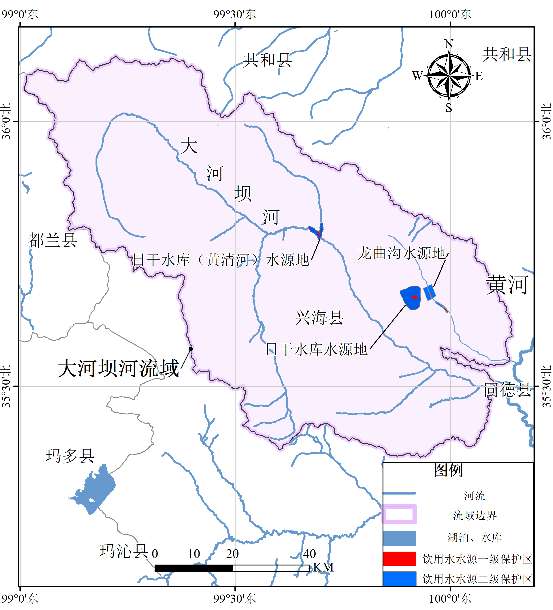 99°0'东 99°30'东 100°0'东
共和县 共和县
N
W E
S
36°0'北 36°0'北
大
河
坝
河
都兰县
日干水库（黄清河）水源地
龙曲沟水源地
黄河
兴海县
日干水库水源地
大河坝河流域
35°30'北 35°30'北
同德县
玛多县
玛沁县
0 10 20 40
KM
图例
河流
流域边界
湖泊、水库
饮用水水源一级保护区
饮用水水源二级保护区
99°0'东 99°30'东 100°0'东